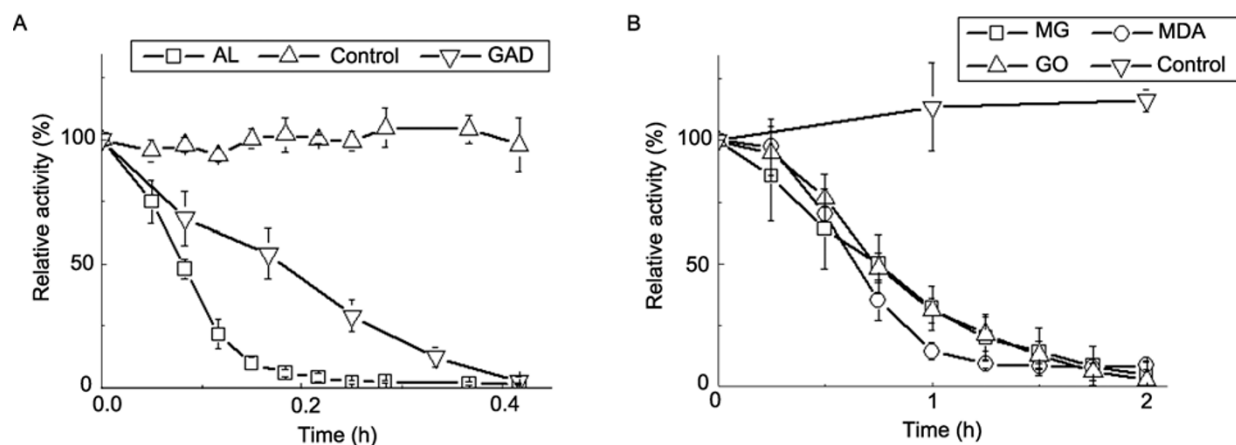 A
AL Control GAD
Relative activity (%)
100
50
0
0.0 0.2 0.4
Time (h)
B
MG MDA
GO Control
Relative activity (%)
100
50
0
0 1 2
Time (h)